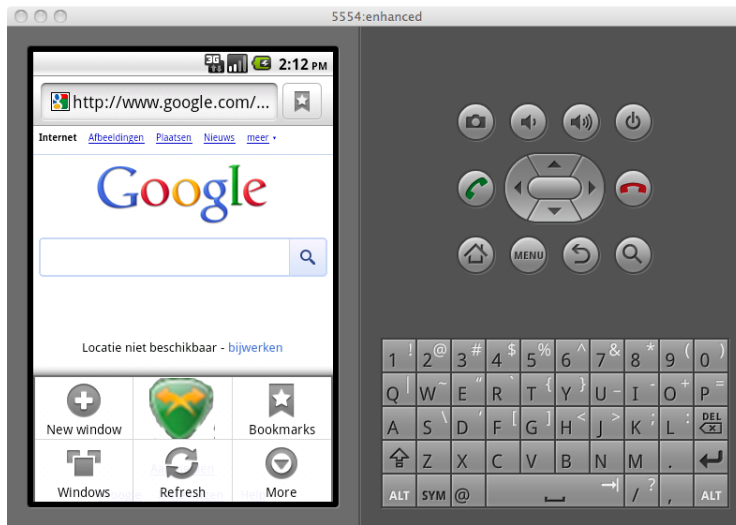 5554:enhanced
3G 2:12 PM
http://www.google.com/...
Internet Afbeeldingen Plaatsen Nieuws meer
Google
Locatie niet beschikbaar - bijwerken
New window
Bookmarks
Windows
Refresh
More
MENU
1 ! 2 @ 3 # 4 $ 5 % 6 ^ 7 & 8 * 9 ( 0 )
Q | W ~ E " R ` T { Y } U _ I - O + P =
A S \ D ' F [ G ] H < J > K ; L : DEL
Z X C V B N M .
ALT SYM @ / ? , ALT